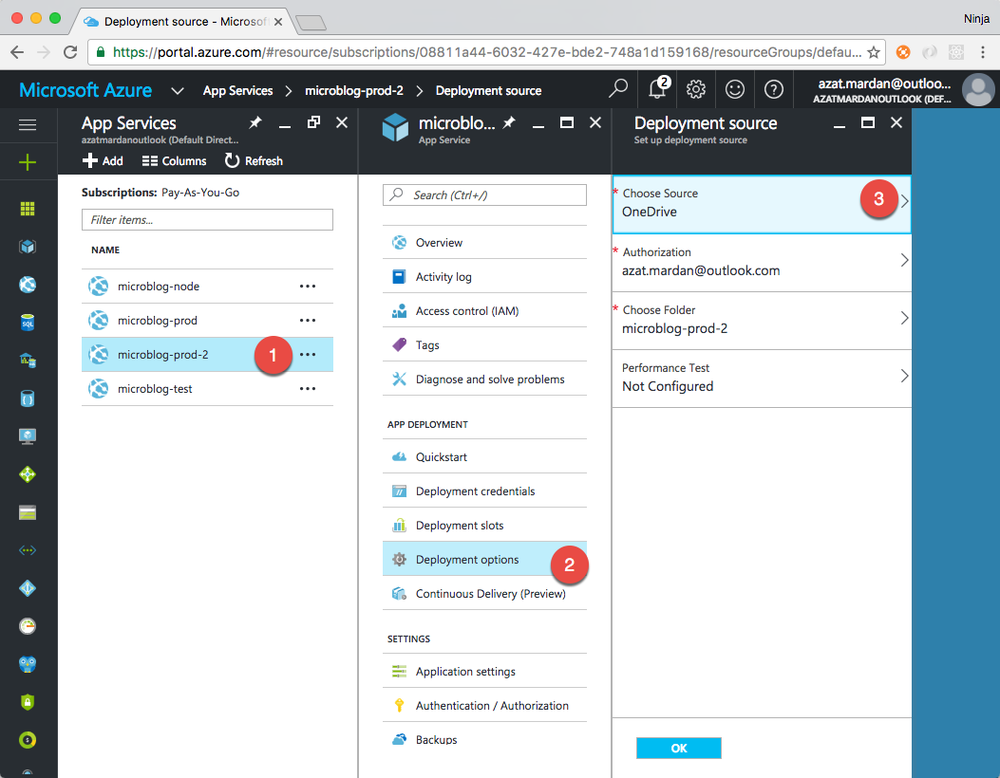 Deployment source - Microsof
Ninja
https://portal.azure.com/#resource/subscriptions/08811a44-6032-427e-bde2-748a1d159168/resourceGroups/defau...
Microsoft Azure
App Services
microblog-prod-2
Deployment source
2
azat.mardan@outloo...
AZATMARDANOUTLOOK (DEF...
App Services
azatmardanoutlook (Default Direct...
Add
Columns
Refresh
Subscriptions: Pay-As-You-Go
Filter items...
NAME
microblog-node
microblog-prod
microblog-prod-2
1
microblog-test
microblo...
App Service
Search (Ctrl+/)
Overview
Activity log
Access control (IAM)
Tags
Diagnose and solve problems
APP DEPLOYMENT
Quickstart
Deployment credentials
Deployment slots
Deployment options
2
Continuous Delivery (Preview)
SETTINGS
Application settings
Authentication / Authorization
Backups
Deployment source
Set up deployment source
* Choose Source
OneDrive
3
* Authorization
azat.mardan@outlook.com
* Choose Folder
microblog-prod-2
Performance Test
Not Configured
OK
SQL